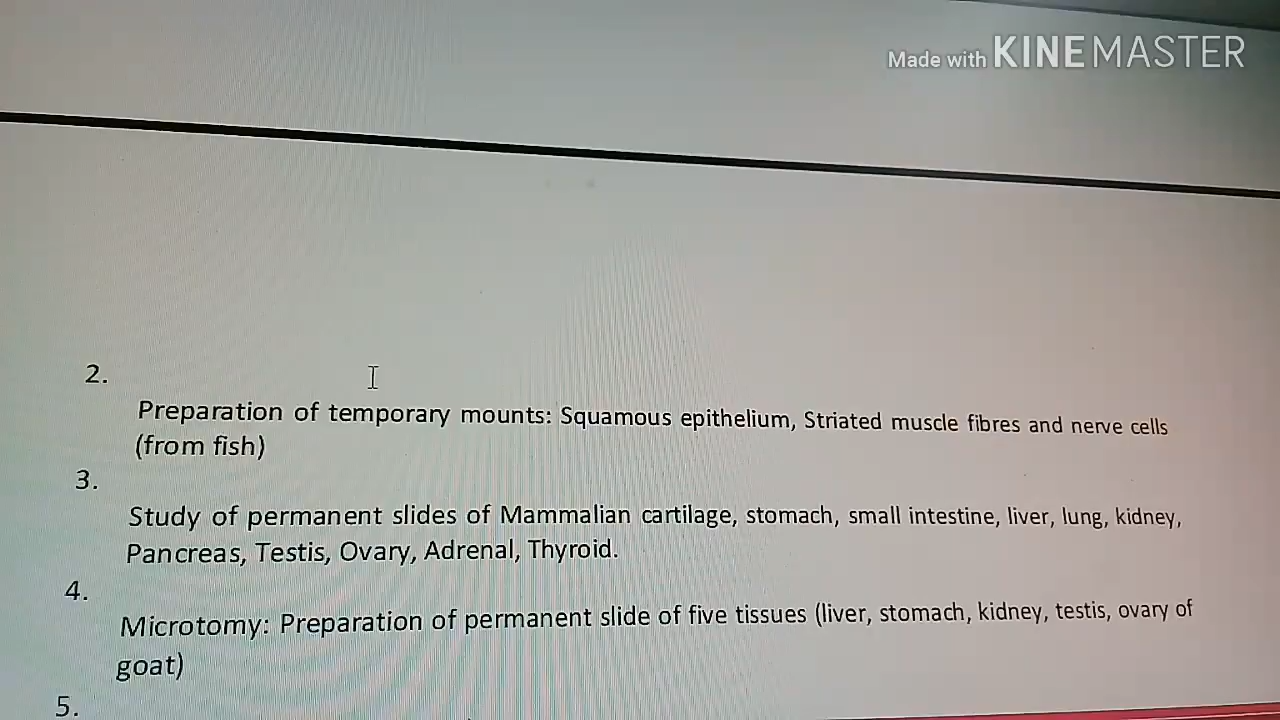 Made with KINEMASTER
2.
Preparation of temporary mounts: Squamous epithelium, Striated muscle fibres and nerve cells
(from fish)
3.
Study of permanent slides of Mammalian cartilage, stomach, small intestine, liver, lung, kidney,
Pancreas, Testis, Ovary, Adrenal, Thyroid.
4.
Microtomy: Preparation of permanent slide of five tissues (liver, stomach, kidney, testis, ovary of
goat)
5.